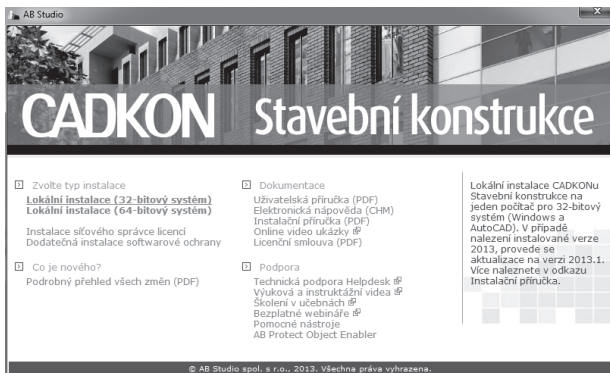 AB Studio
CADKON Stavební konstrukce
Zvolte typ instalace
Lokální instalace (32-bitový systém)
Lokální instalace (64-bitový systém)
Instalace síťového správce licencí
Dodatečná instalace softwarové ochrany
Co je nového?
Podrobný přehled všech změn (PDF)
Dokumentace
Uživatelská příručka (PDF)
Elektronická nápověda (CHM)
Instalační příručka (PDF)
Online video ukázky
Licenční smlouva (PDF)
Podpora
Technická podpora Helpdesk
Výuková a instruktážní videa
Školení v učebnách
Bezplatné webináře
Pomocné nástroje
AB Protect Object Enabler
Lokální instalace CADKONu
Stavební konstrukce na
jeden počítač pro 32-bitový
systém (Windows a
AutoCAD). V případě
nalezení instalované verze
2013, provede se
aktualizace na verzi 2013.1.
Více naleznete v odkazu
Instalační příručka.
© AB Studio spol. s r.o., 2013. Všechna práva vyhrazena.